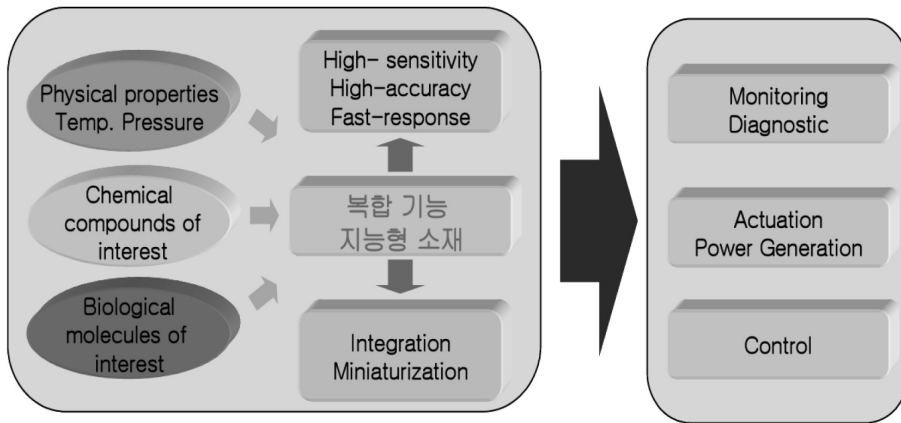 Physical properties
Temp. Pressure
Chemical
compounds of
interest
Biological
molecules of
interest
High- sensitivity
High-accuracy
Fast-response
복합 기능
지능형 소재
Integration
Miniaturization
Monitoring
Diagnostic
Actuation
Power Generation
Control